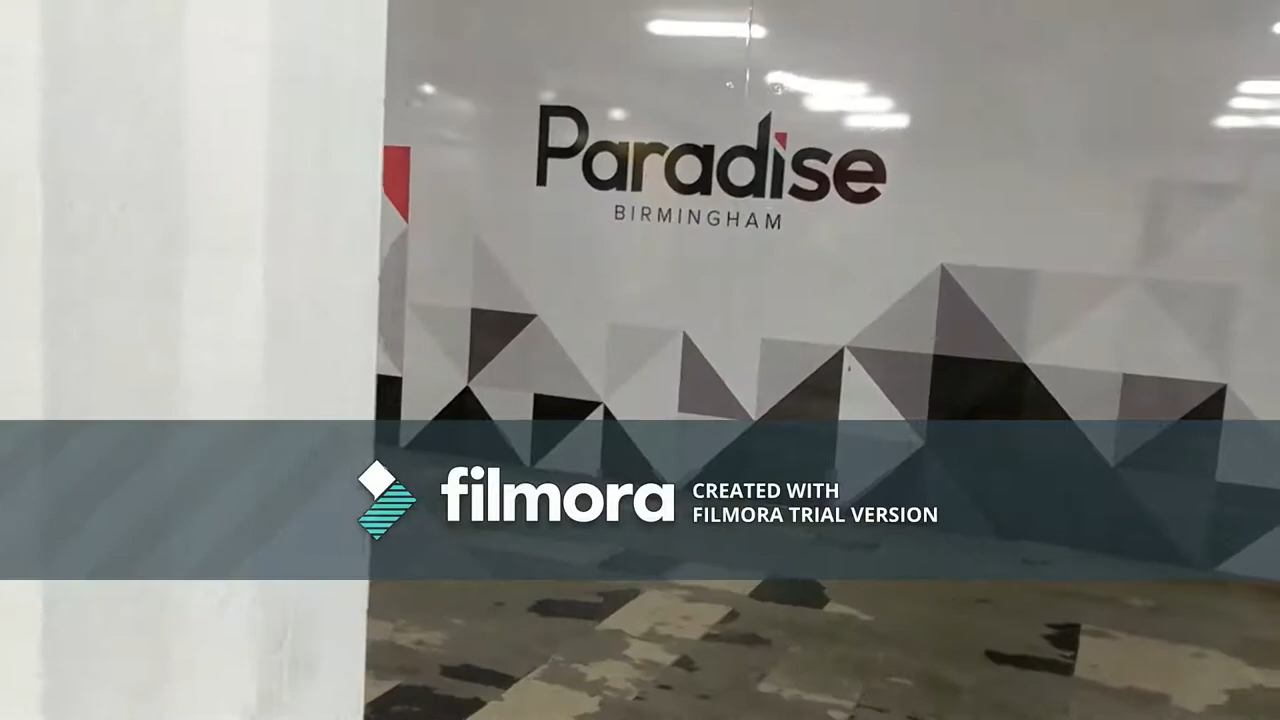 Paradise
BIRMINGHAM
filmora
CREATED WITH
FILMORA TRIAL VERSION